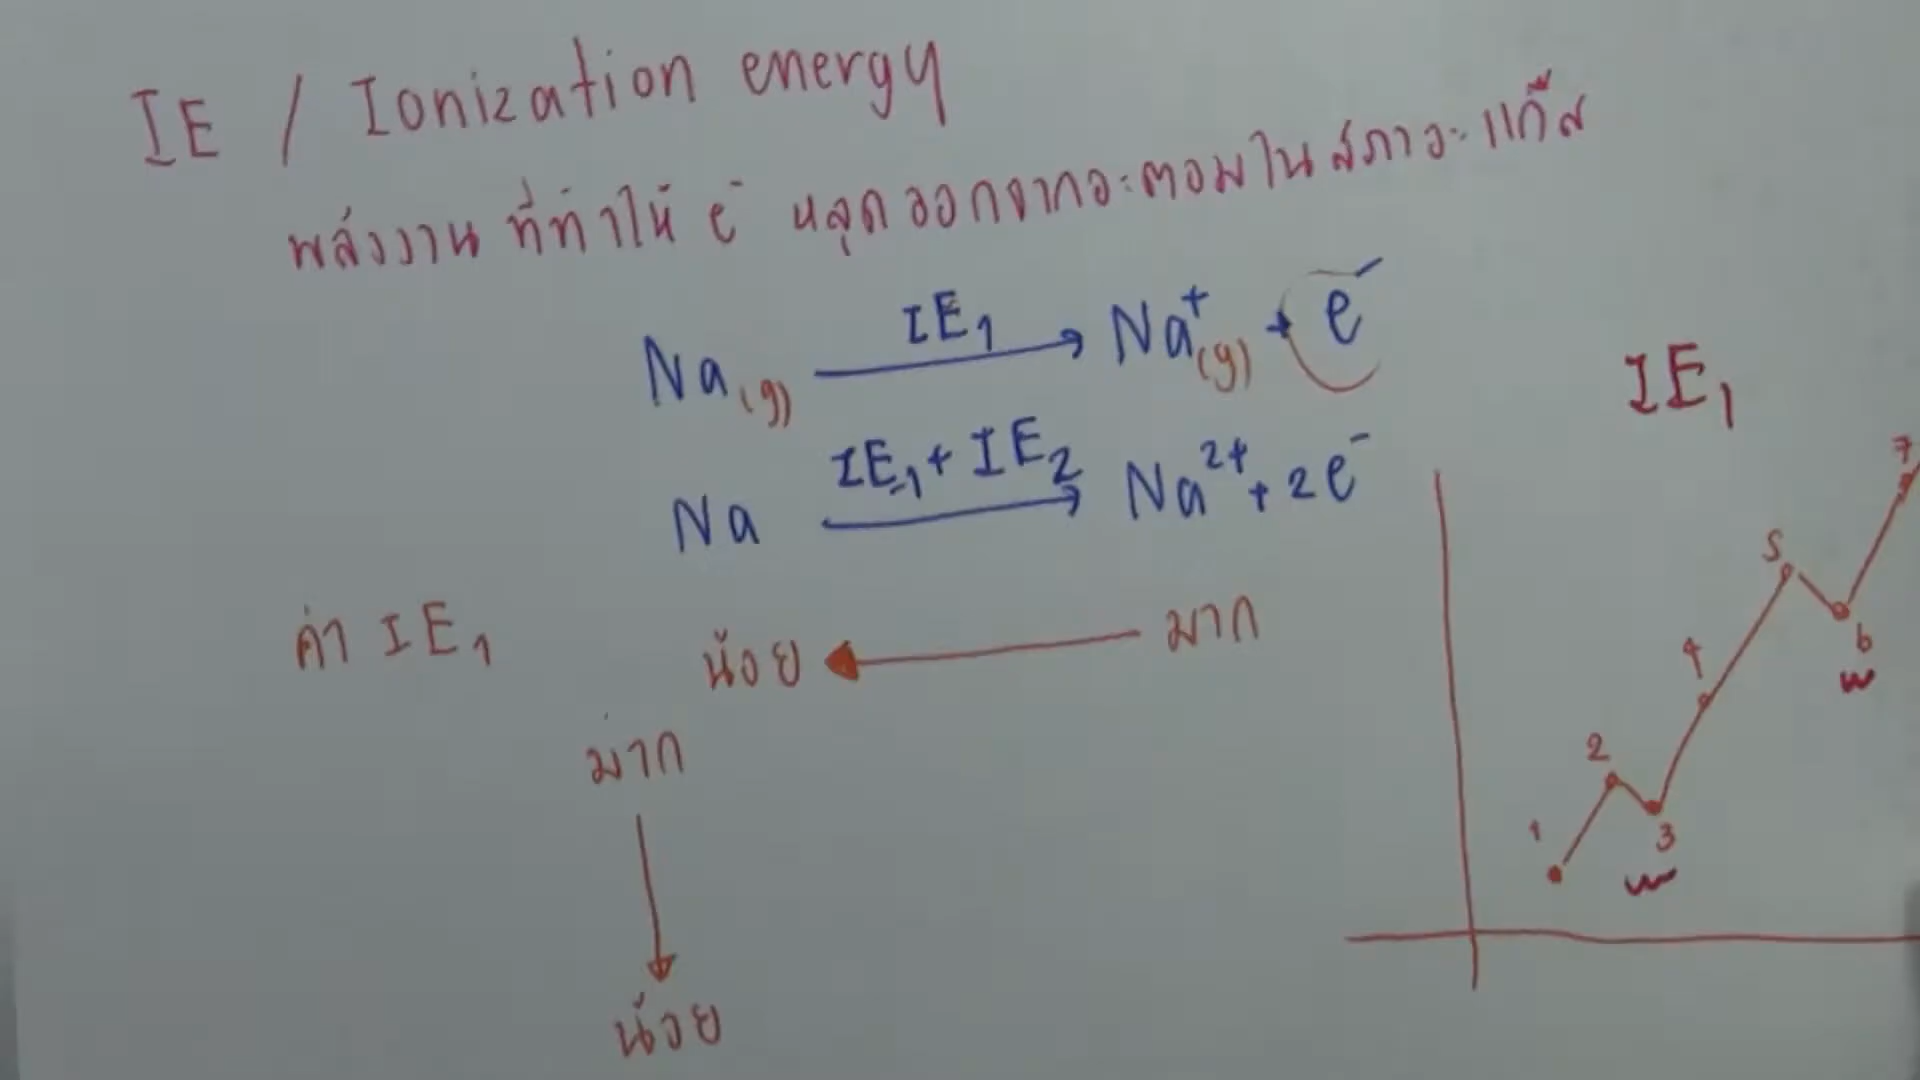 IE / Ionization energy
พลังงาน ที่ทำให้ e⁻ หลุดออกจากอะตอมในสภาวะแก๊ส
Na(g) IE₁ → Na⁺(g) + e⁻
Na IE₁ + IE₂ → Na²⁺ + 2e⁻
ค่า IE₁ น้อย ← มาก
มาก
↓
น้อย
IE₁
7
5
6
4
2
1
3